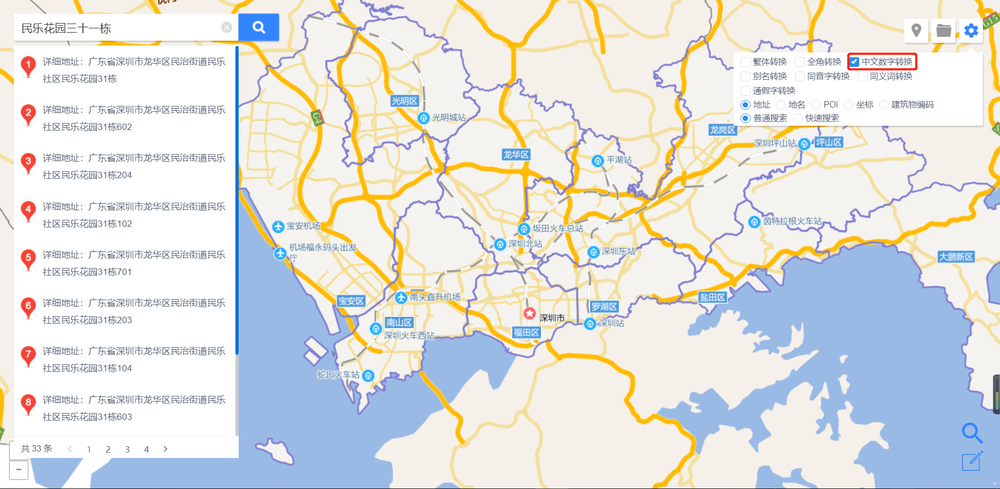 民乐花园三十一栋
1
详细地址：广东省深圳市龙华区民治街道民乐
社区民乐花园31栋
2
详细地址：广东省深圳市龙华区民治街道民乐
社区民乐花园31栋602
3
详细地址：广东省深圳市龙华区民治街道民乐
社区民乐花园31栋204
4
详细地址：广东省深圳市龙华区民治街道民乐
社区民乐花园31栋102
5
详细地址：广东省深圳市龙华区民治街道民乐
社区民乐花园31栋701
6
详细地址：广东省深圳市龙华区民治街道民乐
社区民乐花园31栋203
7
详细地址：广东省深圳市龙华区民治街道民乐
社区民乐花园31栋104
8
详细地址：广东省深圳市龙华区民治街道民乐
社区民乐花园31栋603
共 33 条 1 2 3 4
繁体转换 全角转换 中文数字转换
别名转换 同音字转换 同义词转换
通假字转换
地址 地名 POI 坐标 建筑物编码
普通搜索 快速搜索
G15
光明区
G4
光明城站
龙岗区
深圳坪山站
坪山区
龙华区
平湖站
宝安机场
坂田火车总站
茵特拉根火车站
深圳北站
机场福永码头出发
厅
深圳东站
大鹏新区
南头直升机场
宝安区
盐田区
罗湖区
深圳市
南山区
深圳站
福田区
深圳火车西站
蛇口火车站